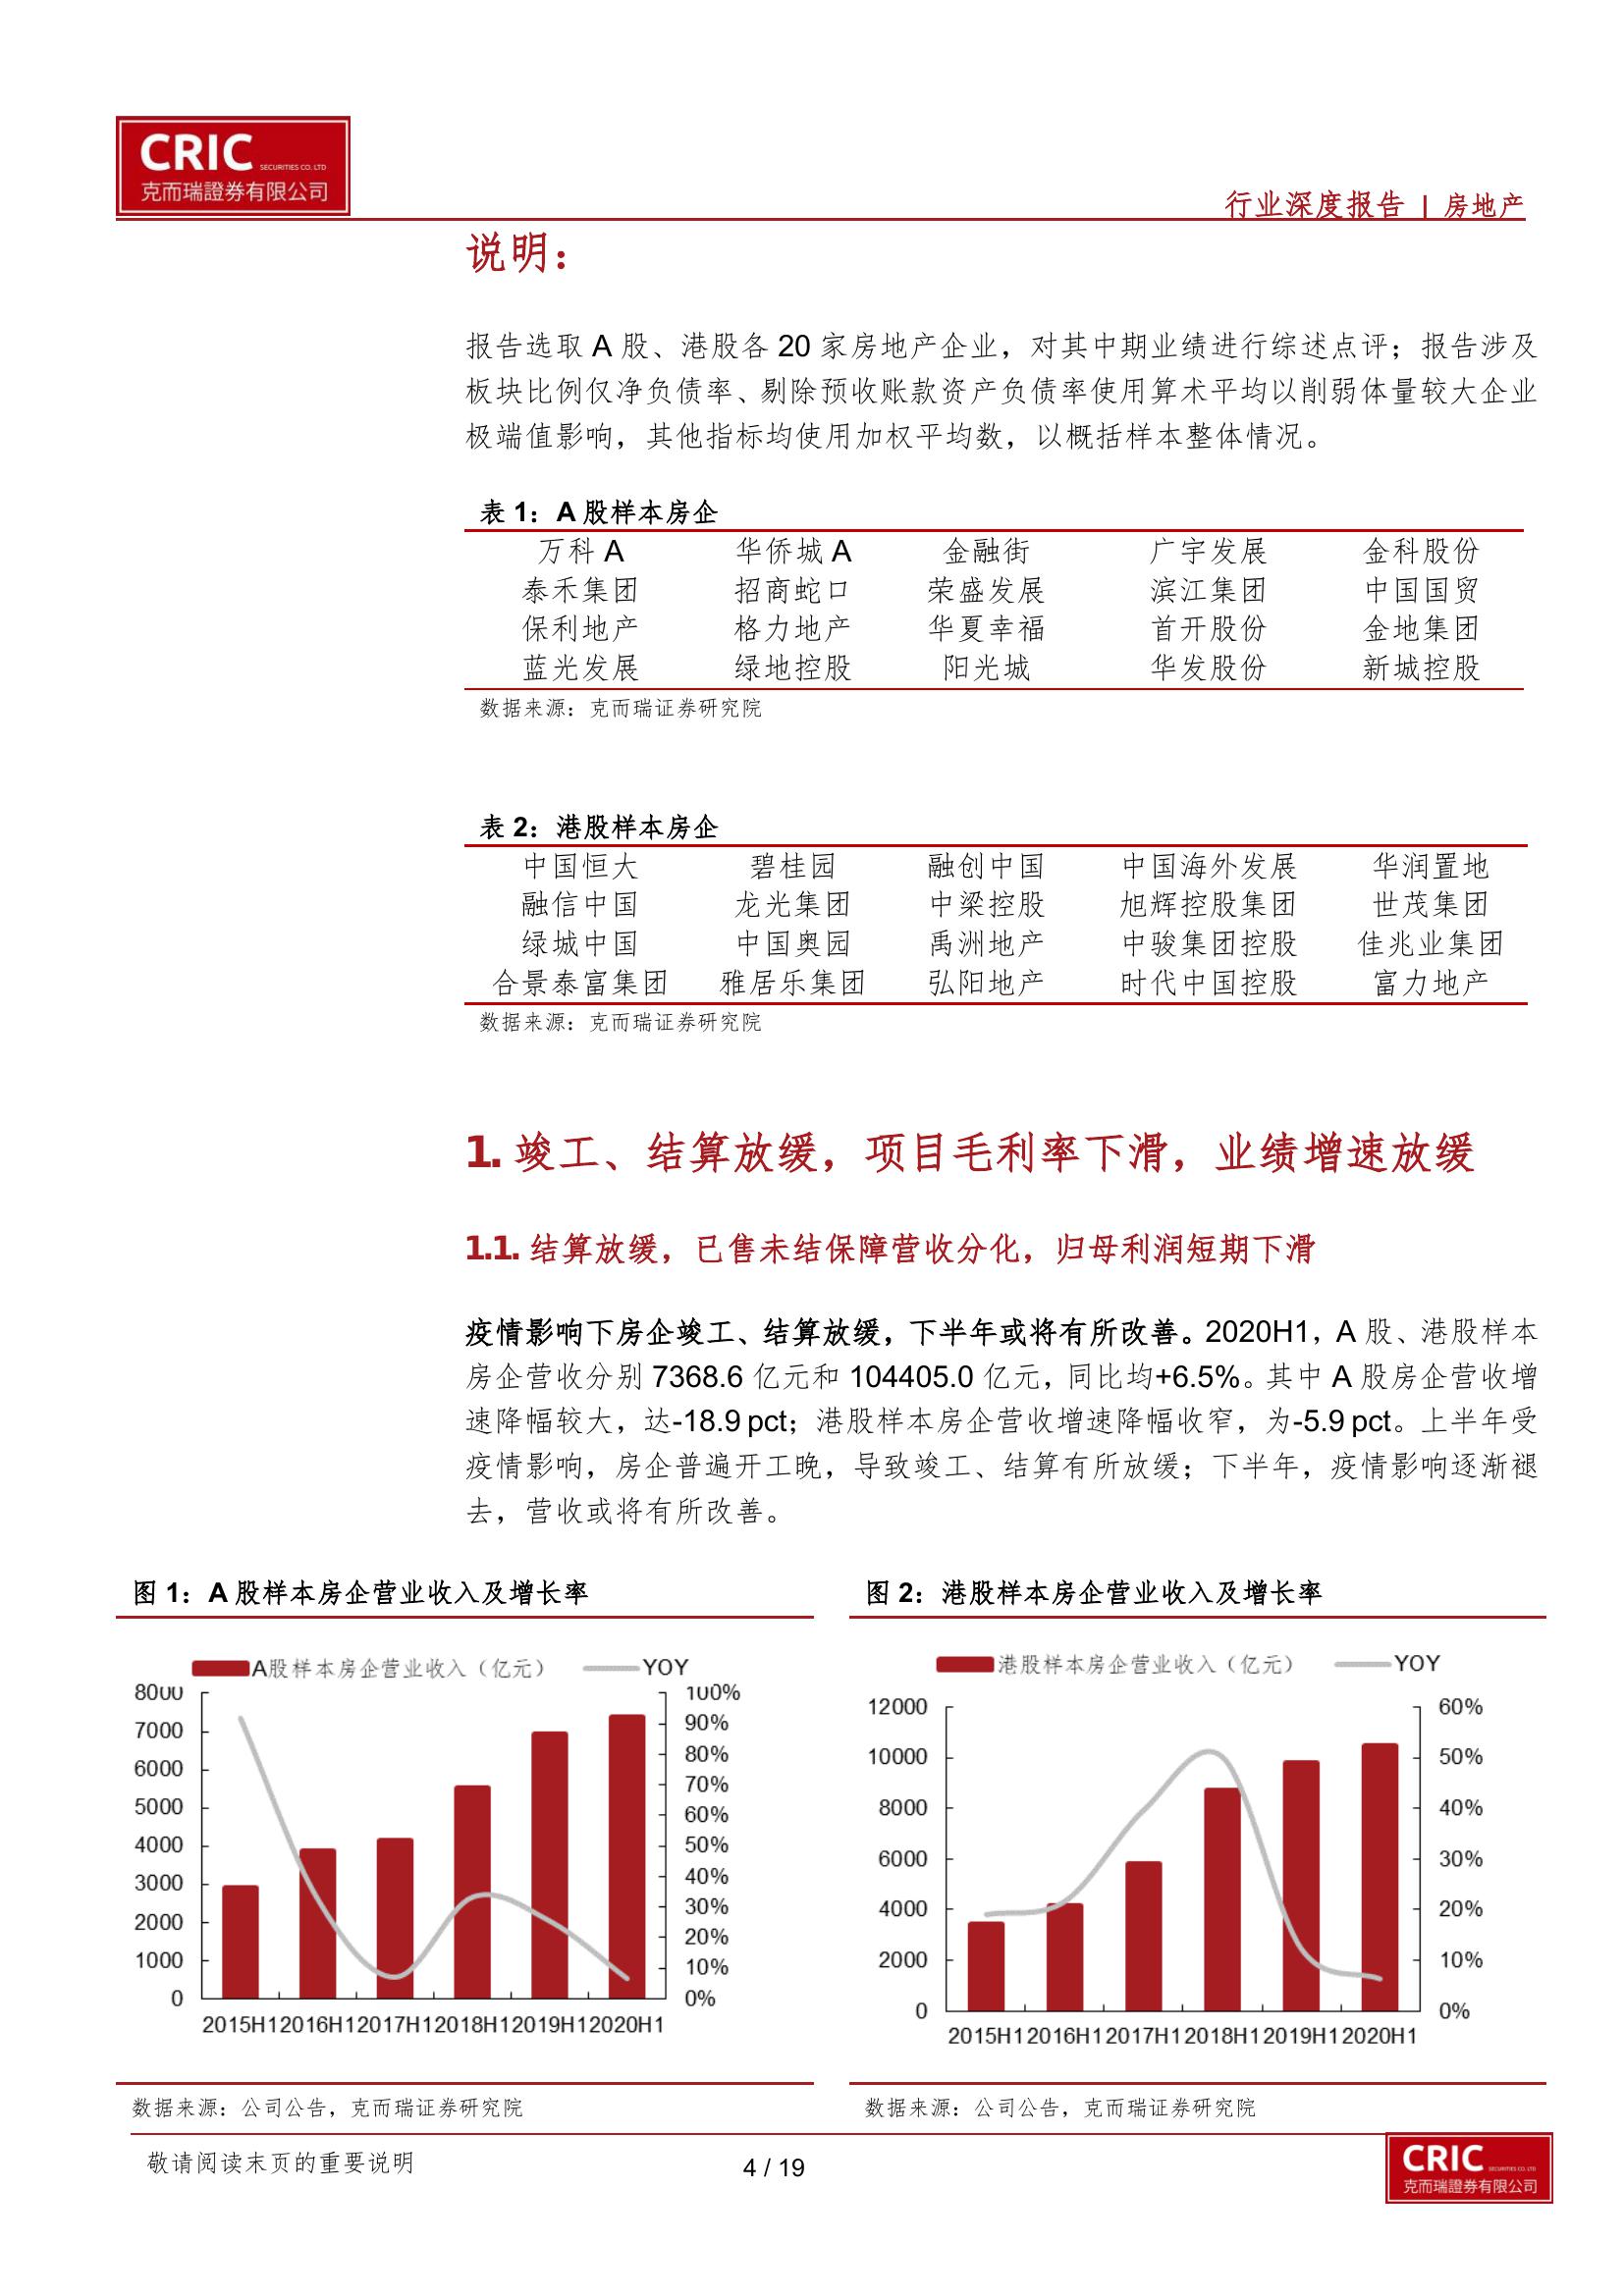 CRIC SECURITIES CO. LTD
克而瑞證券有限公司
行业深度报告 | 房地产
说明：
报告选取 A 股、港股各 20 家房地产企业，对其中期业绩进行综述点评；报告涉及
板块比例仅净负债率、剔除预收账款资产负债率使用算术平均以削弱体量较大企业
极端值影响，其他指标均使用加权平均数，以概括样本整体情况。
表 1：A 股样本房企
万科 A 华侨城 A 金融街 广宇发展 金科股份
泰禾集团 招商蛇口 荣盛发展 滨江集团 中国国贸
保利地产 格力地产 华夏幸福 首开股份 金地集团
蓝光发展 绿地控股 阳光城 华发股份 新城控股
数据来源：克而瑞证券研究院
表 2：港股样本房企
中国恒大 碧桂园 融创中国 中国海外发展 华润置地
融信中国 龙光集团 中梁控股 旭辉控股集团 世茂集团
绿城中国 中国奥园 禹洲地产 中骏集团控股 佳兆业集团
合景泰富集团 雅居乐集团 弘阳地产 时代中国控股 富力地产
数据来源：克而瑞证券研究院
1. 竣工、结算放缓，项目毛利率下滑，业绩增速放缓
1.1. 结算放缓，已售未结保障营收分化，归母利润短期下滑
疫情影响下房企竣工、结算放缓，下半年或将有所改善。2020H1，A 股、港股样本
房企营收分别 7368.6 亿元和 104405.0 亿元，同比均+6.5%。其中 A 股房企营收增
速降幅较大，达-18.9 pct；港股样本房企营收增速降幅收窄，为-5.9 pct。上半年受
疫情影响，房企普遍开工晚，导致竣工、结算有所放缓；下半年，疫情影响逐渐褪
去，营收或将有所改善。
图 1：A 股样本房企营业收入及增长率
A股样本房企营业收入（亿元） YOY
8000 100%
7000 90%
6000 80%
5000 70%
4000 60%
3000 50%
2000 40%
1000 30%
0 20%
10%
0%
2015H1 2016H1 2017H1 2018H1 2019H1 2020H1
数据来源：公司公告，克而瑞证券研究院
图 2：港股样本房企营业收入及增长率
港股样本房企营业收入（亿元） YOY
12000 60%
10000 50%
8000 40%
6000 30%
4000 20%
2000 10%
0 0%
2015H1 2016H1 2017H1 2018H1 2019H1 2020H1
数据来源：公司公告，克而瑞证券研究院
敬请阅读末页的重要说明
4 / 19
CRIC SECURITIES CO. LTD
克而瑞證券有限公司